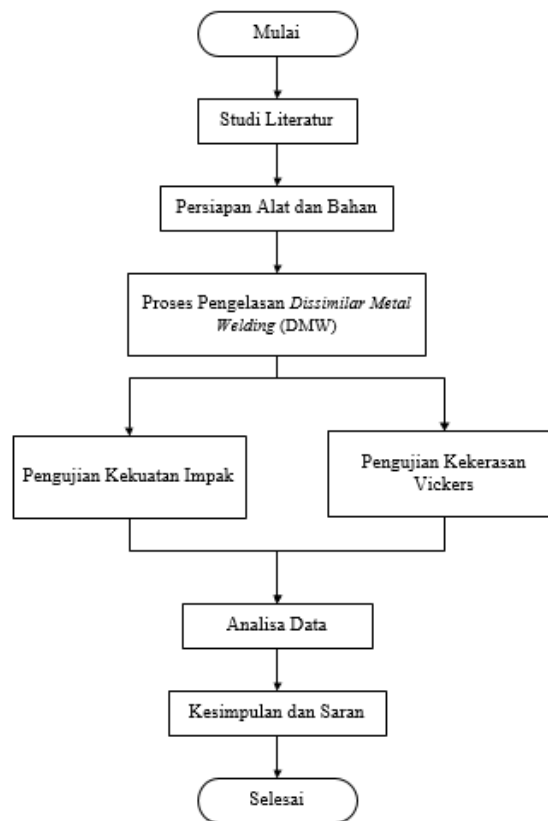 Mulai
Studi Literatur
Persiapan Alat dan Bahan
Proses Pengelasan Dissimilar Metal
Welding (DMW)
Pengujian Kekuatan Impak
Pengujian Kekerasan
Vickers
Analisa Data
Kesimpulan dan Saran
Selesai